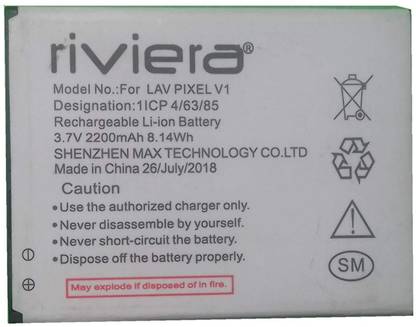 riviera
Model No.:For LAV PIXEL V1
Designation:1ICP 4/63/85
Rechargeable Li-ion Battery
3.7V 2200mAh 8.14Wh
SHENZHEN MAX TECHNOLOGY CO.LTD
Made in China 26/July/2018
• Use the authorized charger only.
• Never disassemble by yourself.
• Never short-circuit the battery.
• Dispose off the battery properly.
May explode if disposed of in fire.
SM